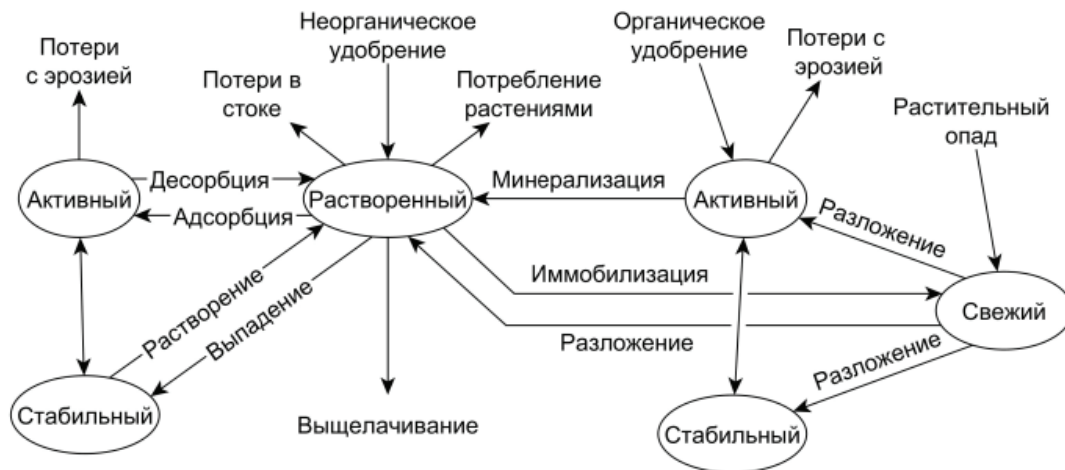 Потери
с эрозией
Неорганическое
удобрение
Органическое
удобрение
Потери с
эрозией
Потери в
стоке
Потребление
растениями
Растительный
опад
Активный
Десорбция
Адсорбция
Растворенный
Минерализация
Активный
Разложение
Растворение
Выпадение
Иммобилизация
Разложение
Свежий
Разложение
Стабильный
Выщелачивание
Стабильный